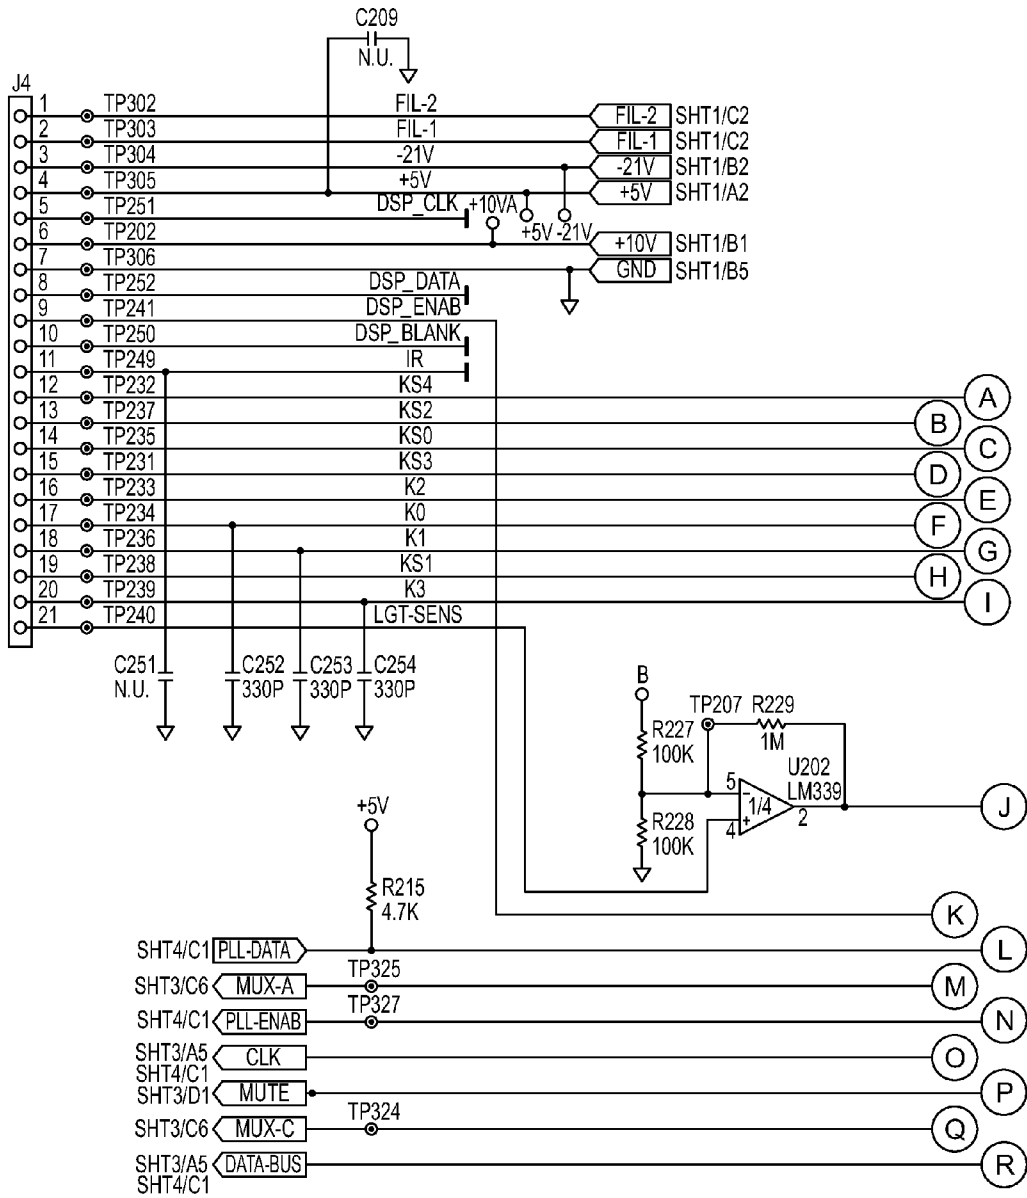 C209
N.U.
J4
1 TP302 FIL-2 FIL-2 SHT1/C2
2 TP303 FIL-1 FIL-1 SHT1/C2
3 TP304 -21V -21V SHT1/B2
4 TP305 +5V +5V SHT1/A2
5 TP251 DSP_CLK +10VA +5V -21V
6 TP202 +10V SHT1/B1
7 TP306 GND SHT1/B5
8 TP252 DSP_DATA
9 TP241 DSP_ENAB
10 TP250 DSP_BLANK
11 TP249 IR
12 TP232 KS4 A
13 TP237 KS2 B
14 TP235 KS0 C
15 TP231 KS3 D
16 TP233 K2 E
17 TP234 K0 F
18 TP236 K1 G
19 TP238 KS1 H
20 TP239 K3 I
21 TP240 LGT-SENS
C251 C252 C253 C254
N.U. 330P 330P 330P
B
TP207 R229
1M
R227
100K
U202
LM339
5 - 1/4 + 4 2
J
R228
100K
+5V
R215
4.7K
K
SHT4/C1 PLL-DATA L
SHT3/C6 MUX-A TP325 M
SHT4/C1 PLL-ENAB TP327 N
SHT3/A5 CLK O
SHT4/C1
SHT3/D1 MUTE P
SHT3/C6 MUX-C TP324 Q
SHT3/A5 DATA-BUS R
SHT4/C1